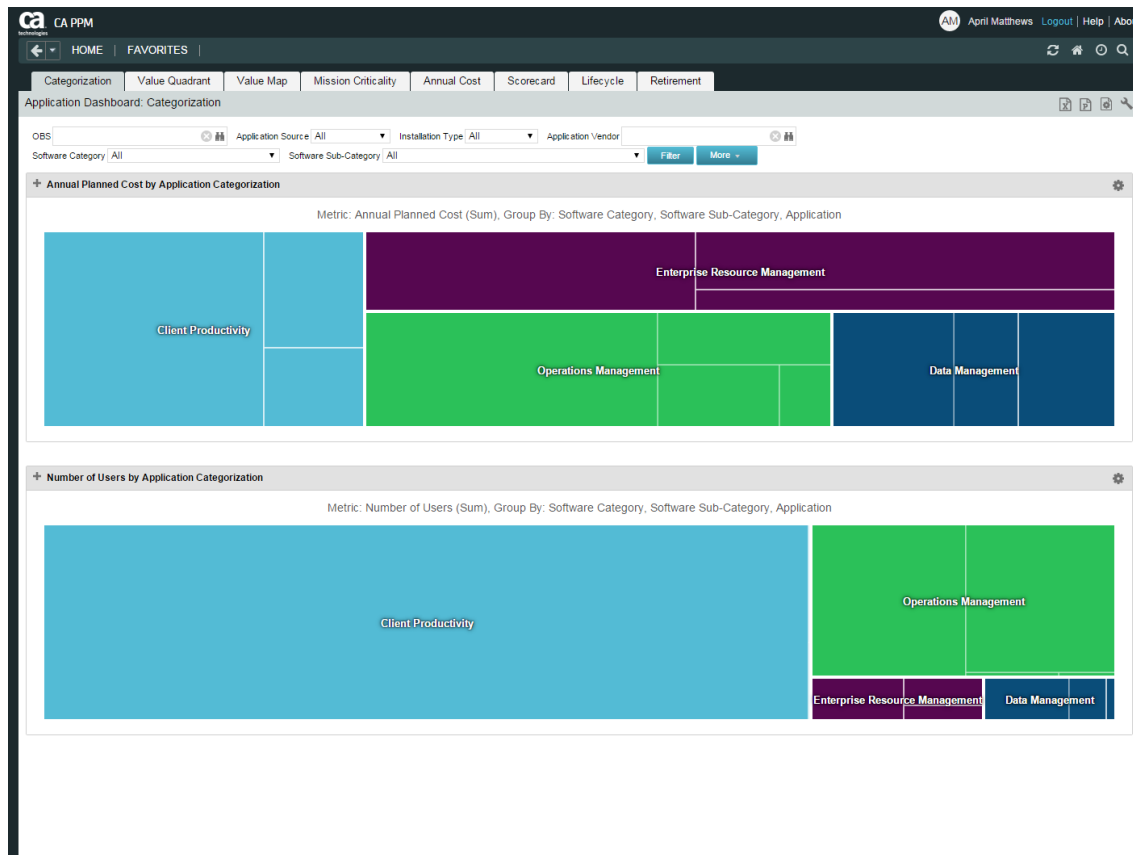 ca technologies CA PPM AM April Matthews Logout | Help | Abou
HOME | FAVORITES |
Categorization Value Quadrant Value Map Mission Criticality Annual Cost Scorecard Lifecycle Retirement
Application Dashboard: Categorization
OBS Application Source All Installation Type All Application Vendor
Software Category All Software Sub-Category All Filter More
Annual Planned Cost by Application Categorization
Metric: Annual Planned Cost (Sum), Group By: Software Category, Software Sub-Category, Application
Enterprise Resource Management
Client Productivity
Operations Management Data Management
Number of Users by Application Categorization
Metric: Number of Users (Sum), Group By: Software Category, Software Sub-Category, Application
Operations Management
Client Productivity
Enterprise Resource Management Data Management